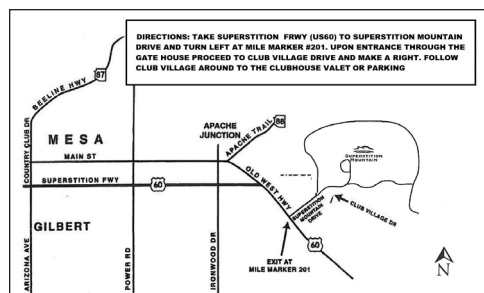 DIRECTIONS: TAKE SUPERSTITION FRWY (US60) TO SUPERSTITION MOUNTAIN
DRIVE AND TURN LEFT AT MILE MARKER #201. UPON ENTRANCE THROUGH THE
GATE HOUSE PROCEED TO CLUB VILLAGE DRIVE AND MAKE A RIGHT. FOLLOW
CLUB VILLAGE AROUND TO THE CLUBHOUSE VALET OR PARKING
87
BEELINE HWY
COUNTRY CLUB DR
MESA
MAIN ST
SUPERSTITION FWY
60
GILBERT
ARIZONA AVE
POWER RD
IRONWOOD DR
APACHE
JUNCTION
APACHE TRAIL
88
OLD WEST HWY
SUPERSTITION
MOUNTAIN
SUPERSTITION
MOUNTAIN
DRIVE
CLUB VILLAGE DR
60
EXIT AT
MILE MARKER 201
N